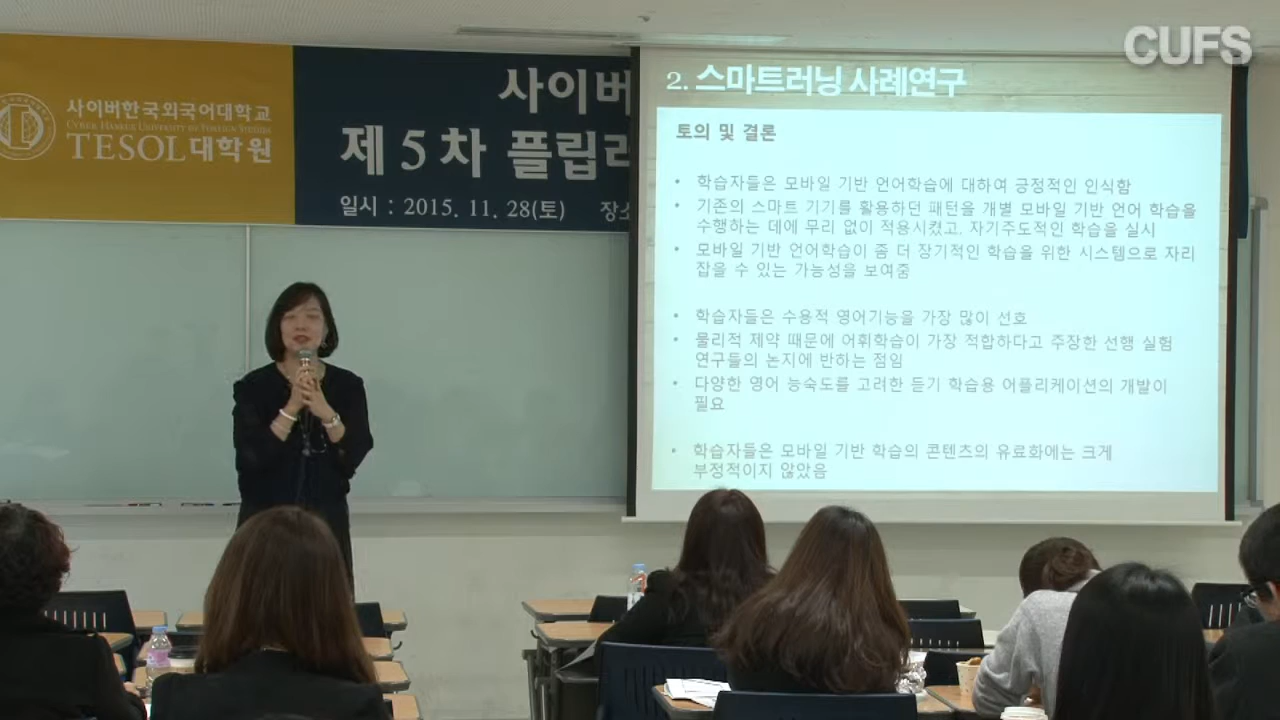 CUFS
사이버한국외국어대학교
CYBER HANKUK UNIVERSITY OF FOREIGN STUDIES
TESOL대학원
사이버
제 5 차 플립러
일시 : 2015. 11. 28(토) 장소
2. 스마트러닝 사례연구
토의 및 결론
• 학습자들은 모바일 기반 언어학습에 대하여 긍정적인 인식함
• 기존의 스마트 기기를 활용하던 패턴을 개별 모바일 기반 언어 학습을
수행하는 데에 무리 없이 적용시켰고, 자기주도적인 학습을 실시
• 모바일 기반 언어학습이 좀 더 장기적인 학습을 위한 시스템으로 자리
잡을 수 있는 가능성을 보여줌
• 학습자들은 수용적 영어기능을 가장 많이 선호
• 물리적 제약 때문에 어휘학습이 가장 적합하다고 주장한 선행 실험
연구들의 논지에 반하는 점임
• 다양한 영어 능숙도를 고려한 듣기 학습용 어플리케이션의 개발이
필요
• 학습자들은 모바일 기반 학습의 콘텐츠의 유료화에는 크게
부정적이지 않았음